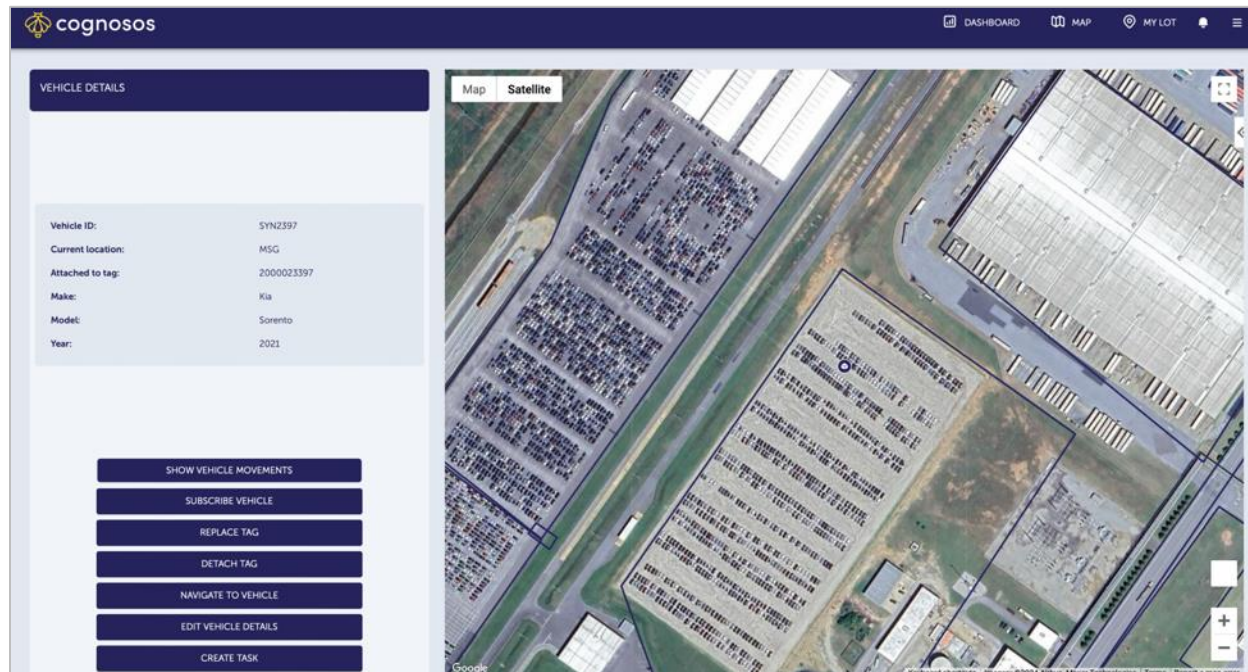 cognosos
DASHBOARD
MAP
MY LOT
VEHICLE DETAILS
Vehicle ID: SYN2397
Current location: MSG
Attached to tag: 2000023397
Make: Kia
Model: Sorento
Year: 2021
SHOW VEHICLE MOVEMENTS
SUBSCRIBE VEHICLE
REPLACE TAG
DETACH TAG
NAVIGATE TO VEHICLE
EDIT VEHICLE DETAILS
CREATE TASK
Map Satellite
Google